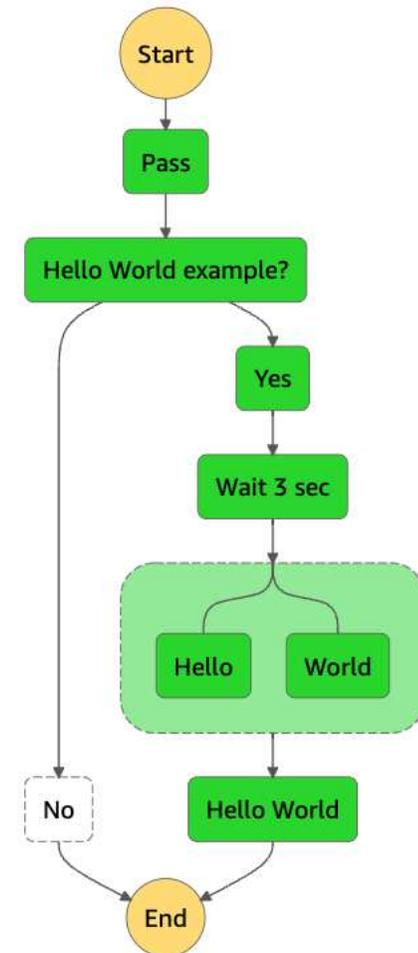 Start
Pass
Hello World example?
Yes
Wait 3 sec
Hello
World
No
Hello World
End